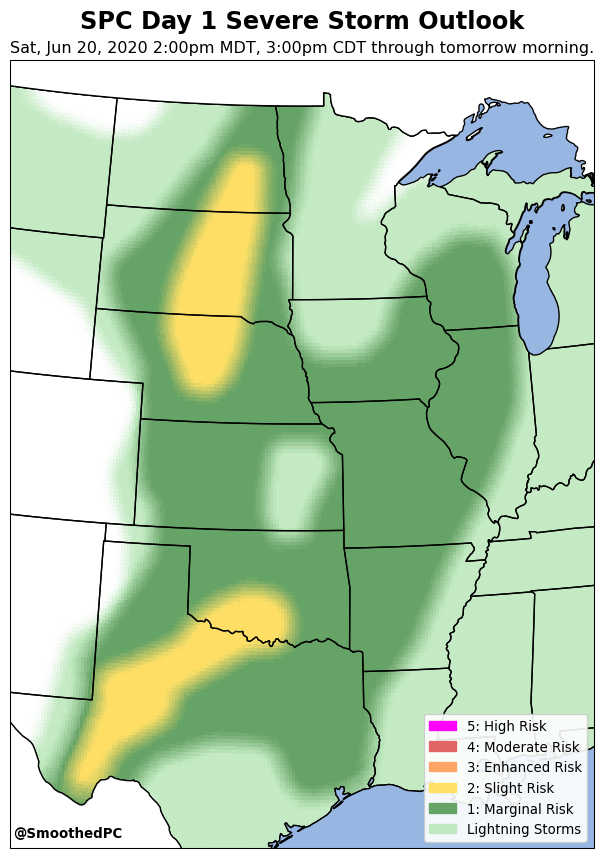 SPC Day 1 Severe Storm Outlook
Sat, Jun 20, 2020 2:00pm MDT, 3:00pm CDT through tomorrow morning.
5: High Risk
4: Moderate Risk
3: Enhanced Risk
2: Slight Risk
1: Marginal Risk
Lightning Storms
@SmoothedPC